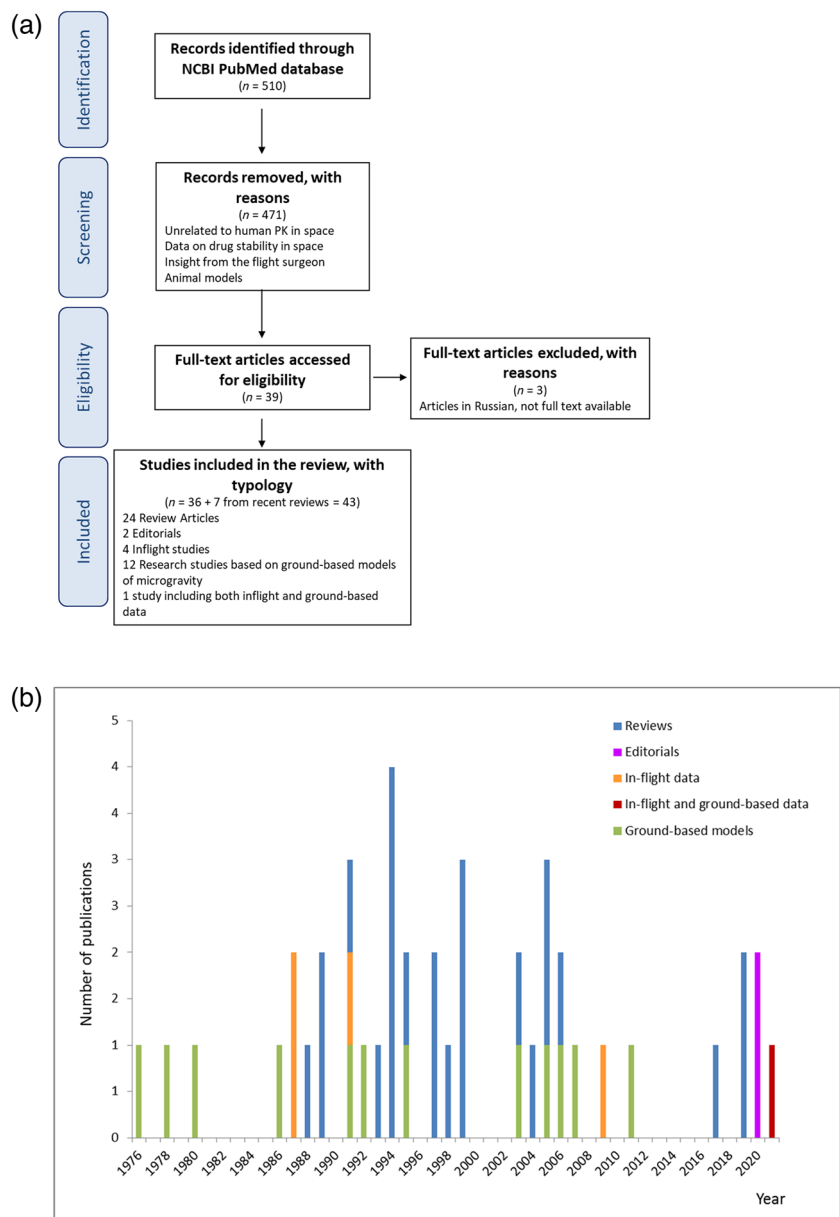 (a)
Identification
Records identified through
NCBI PubMed database
(n = 510)
Screening
Records removed, with
reasons
(n = 471)
Unrelated to human PK in space
Data on drug stability in space
Insight from the flight surgeon
Animal models
Eligibility
Full-text articles accessed
for eligibility
(n = 39)
Full-text articles excluded, with
reasons
(n = 3)
Articles in Russian, not full text available
Included
Studies included in the review, with
typology
(n = 36 + 7 from recent reviews = 43)
24 Review Articles
2 Editorials
4 Inflight studies
12 Research studies based on ground-based models
of microgravity
1 study including both inflight and ground-based
data
(b)
Number of publications
5
4
4
3
3
2
2
1
1
0
Reviews
Editorials
In-flight data
In-flight and ground-based data
Ground-based models
1976
1978
1980
1982
1984
1986
1988
1990
1992
1994
1996
1998
2000
2002
2004
2006
2008
2010
2012
2014
2016
2018
2020
Year